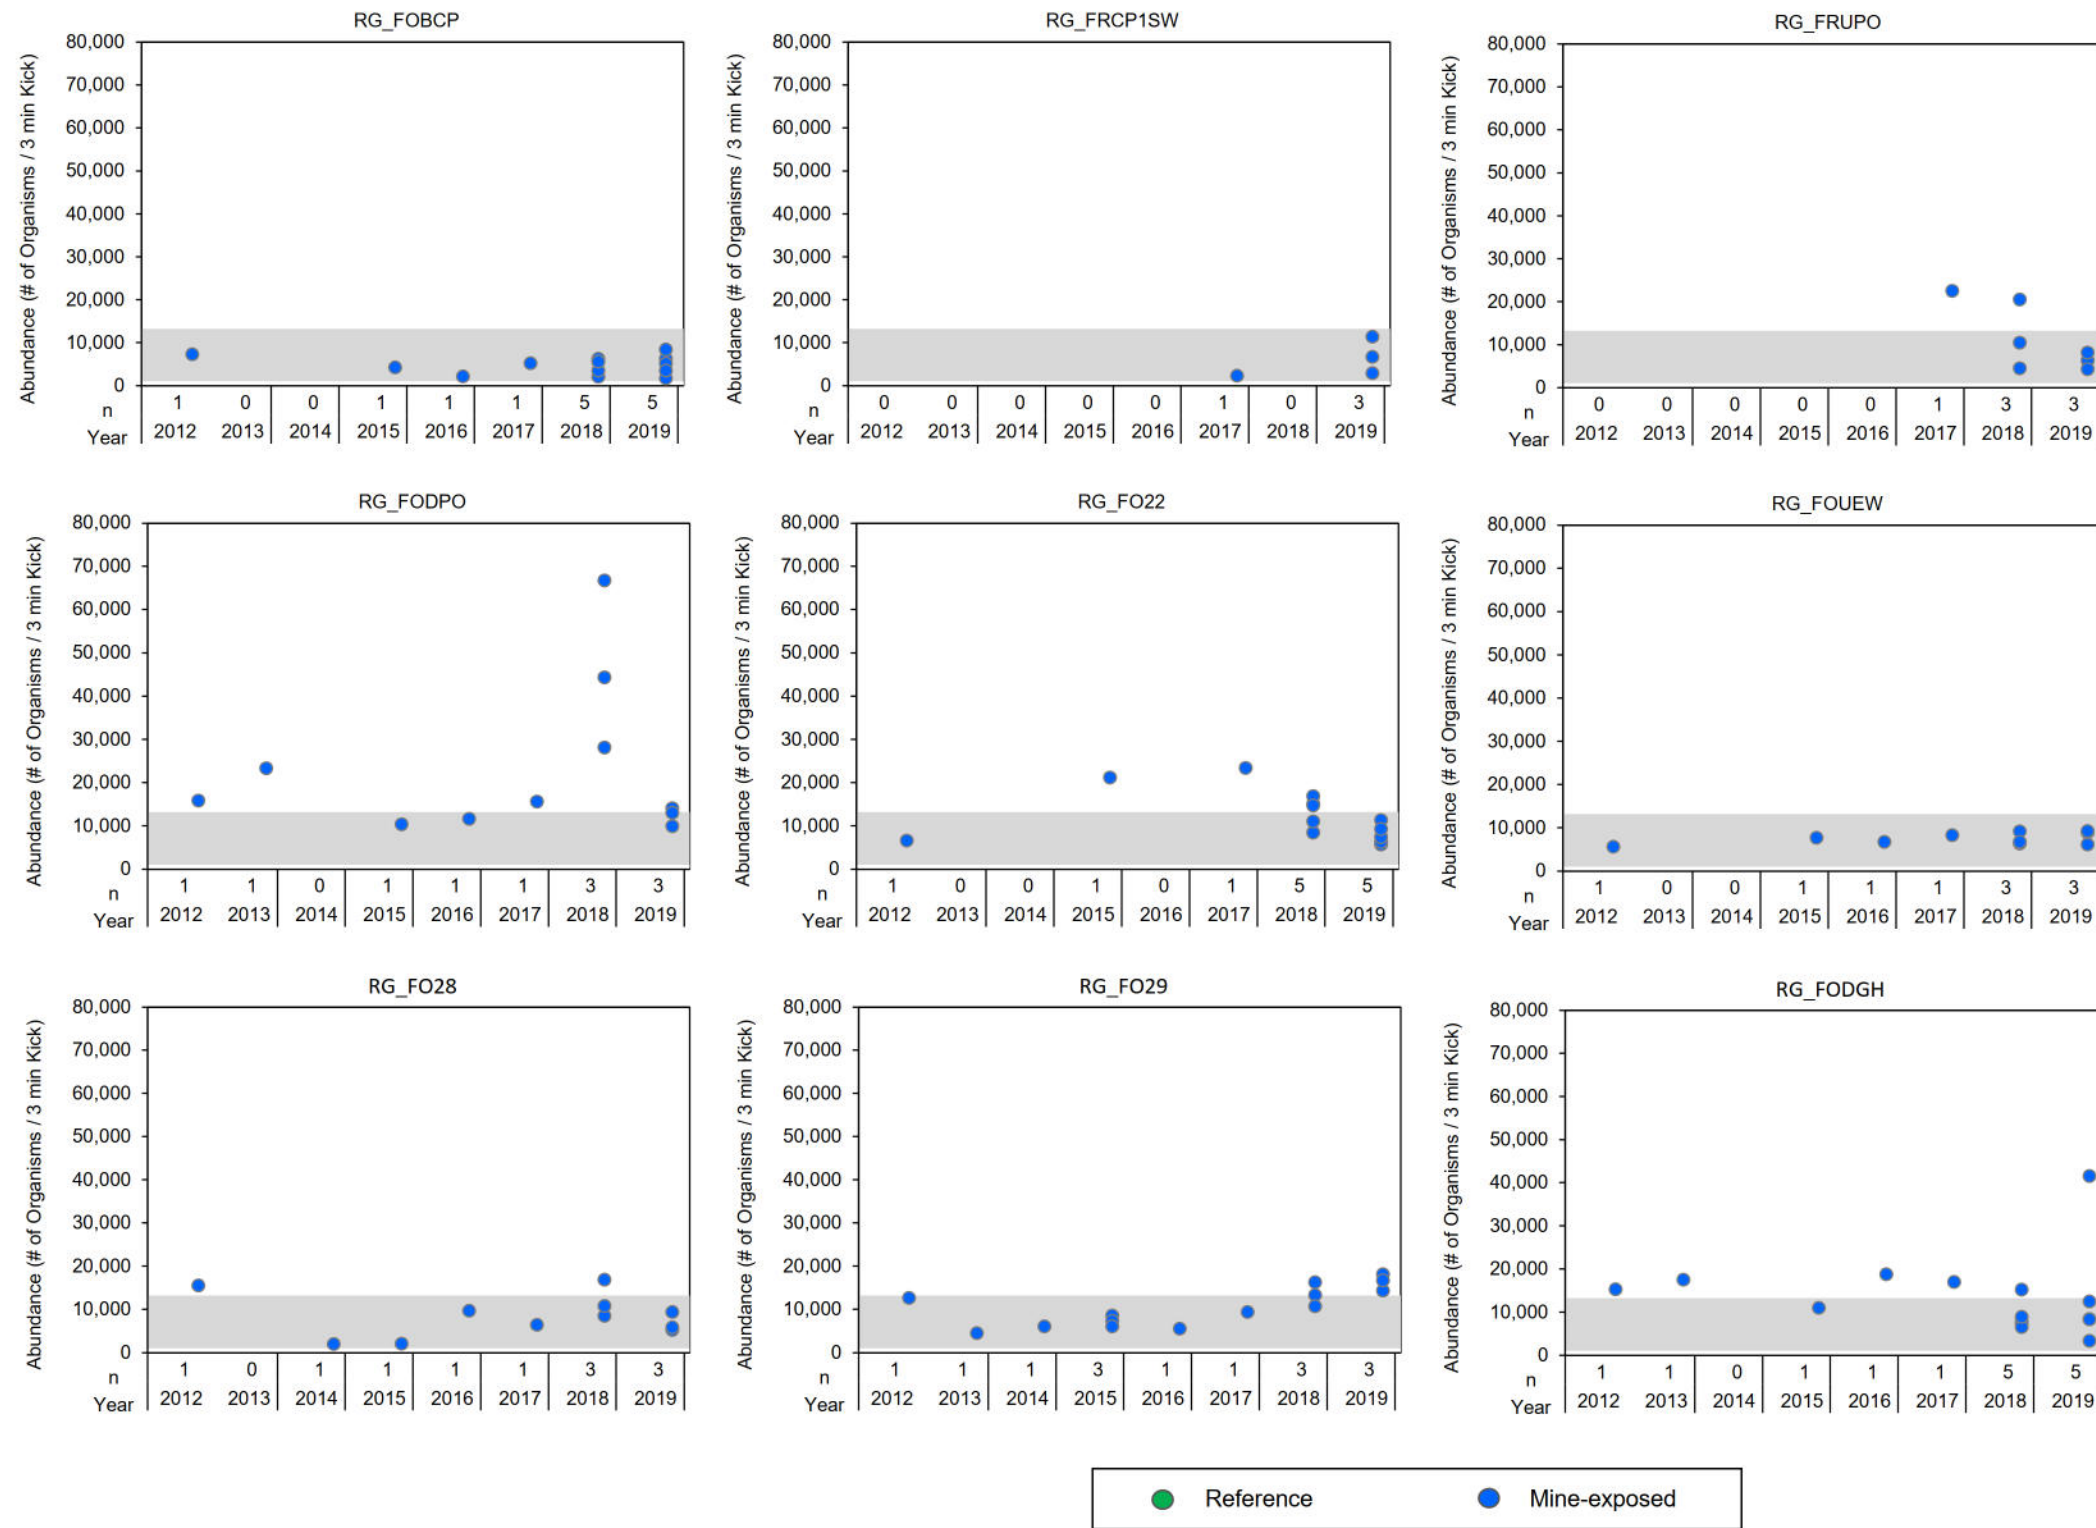 RG_FOBCP
Abundance (# of Organisms / 3 min Kick)
80,000
70,000
60,000
50,000
40,000
30,000
20,000
10,000
0
n 1 0 0 1 1 1 5 5
Year 2012 2013 2014 2015 2016 2017 2018 2019
RG_FRCP1SW
Abundance (# of Organisms / 3 min Kick)
80,000
70,000
60,000
50,000
40,000
30,000
20,000
10,000
0
n 0 0 0 0 0 1 0 3
Year 2012 2013 2014 2015 2016 2017 2018 2019
RG_FRUPO
Abundance (# of Organisms / 3 min Kick)
80,000
70,000
60,000
50,000
40,000
30,000
20,000
10,000
0
n 0 0 0 0 0 1 3 3
Year 2012 2013 2014 2015 2016 2017 2018 2019
RG_FODPO
Abundance (# of Organisms / 3 min Kick)
80,000
70,000
60,000
50,000
40,000
30,000
20,000
10,000
0
n 1 1 0 1 1 1 3 3
Year 2012 2013 2014 2015 2016 2017 2018 2019
RG_FO22
Abundance (# of Organisms / 3 min Kick)
80,000
70,000
60,000
50,000
40,000
30,000
20,000
10,000
0
n 1 0 0 1 0 1 5 5
Year 2012 2013 2014 2015 2016 2017 2018 2019
RG_FOUEW
Abundance (# of Organisms / 3 min Kick)
80,000
70,000
60,000
50,000
40,000
30,000
20,000
10,000
0
n 1 0 0 1 1 1 3 3
Year 2012 2013 2014 2015 2016 2017 2018 2019
RG_FO28
Abundance (# of Organisms / 3 min Kick)
80,000
70,000
60,000
50,000
40,000
30,000
20,000
10,000
0
n 1 0 1 1 1 1 3 3
Year 2012 2013 2014 2015 2016 2017 2018 2019
RG_FO29
Abundance (# of Organisms / 3 min Kick)
80,000
70,000
60,000
50,000
40,000
30,000
20,000
10,000
0
n 1 1 1 3 1 1 3 3
Year 2012 2013 2014 2015 2016 2017 2018 2019
RG_FODGH
Abundance (# of Organisms / 3 min Kick)
80,000
70,000
60,000
50,000
40,000
30,000
20,000
10,000
0
n 1 1 0 1 1 1 5 5
Year 2012 2013 2014 2015 2016 2017 2018 2019
Reference Mine-exposed